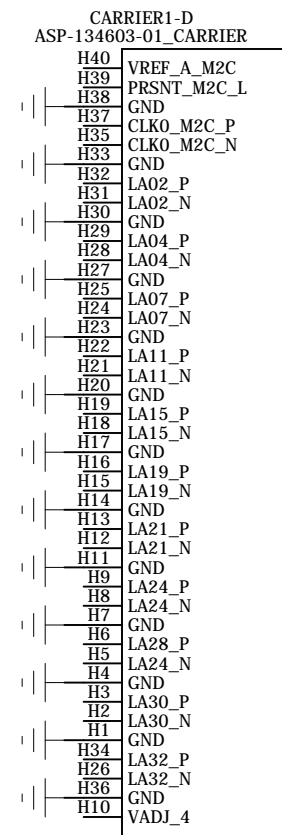 CARRIER1-D
ASP-134603-01_CARRIER
H40 VREF_A_M2C
H39 PRSNT_M2C_L
H38 GND
H37 CLK0_M2C_P
H35 CLK0_M2C_N
H33 GND
H32 LA02_P
H31 LA02_N
H30 GND
H29 LA04_P
H28 LA04_N
H27 GND
H25 LA07_P
H24 LA07_N
H23 GND
H22 LA11_P
H21 LA11_N
H20 GND
H19 LA15_P
H18 LA15_N
H17 GND
H16 LA19_P
H15 LA19_N
H14 GND
H13 LA21_P
H12 LA21_N
H11 GND
H9 LA24_P
H8 LA24_N
H7 GND
H6 LA28_P
H5 LA24_N
H4 GND
H3 LA30_P
H2 LA30_N
H1 GND
H34 LA32_P
H26 LA32_N
H36 GND
H10 VADJ_4